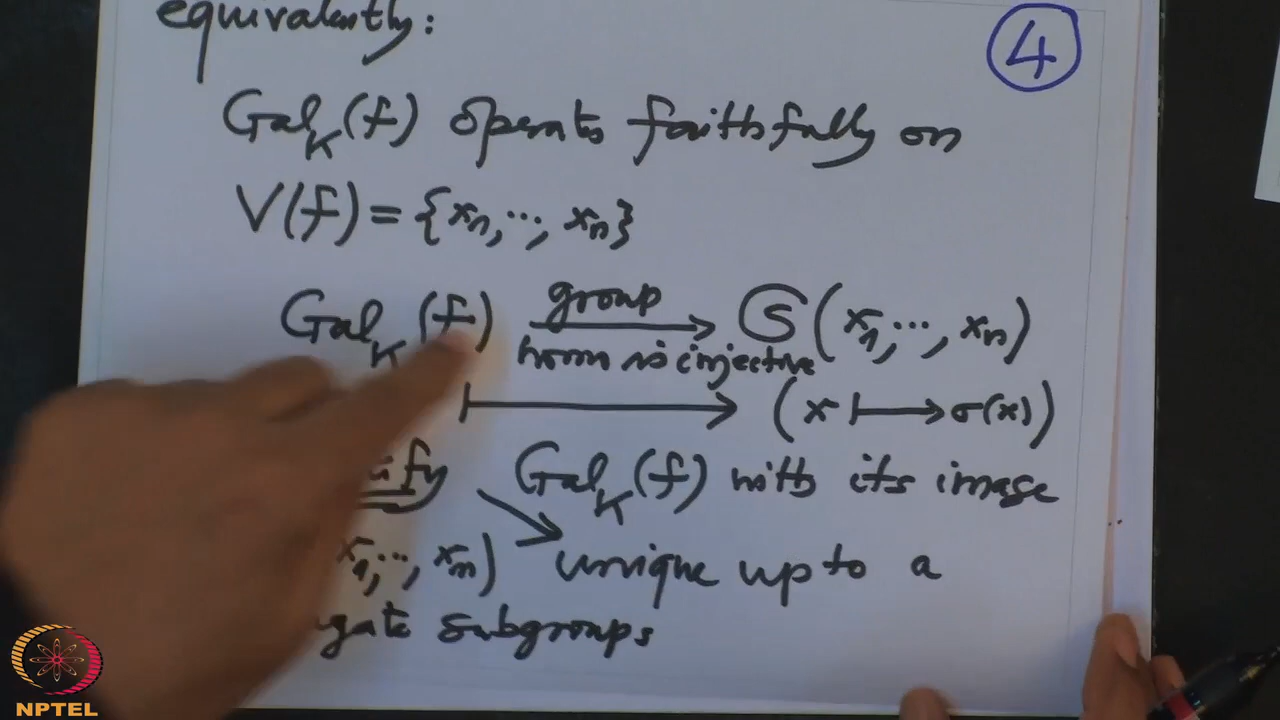 equivalently:
4
Gal_K(f) operates faithfully on
V(f) = {x_1, ..., x_n}
Gal_K(f) group → 𝔖(x_1, ..., x_n)
hom is injective
↦ (x ↦ σ(x))
Gal_K(f) with its image
x_1, ..., x_n) unique up to a
subgroups
NPTEL